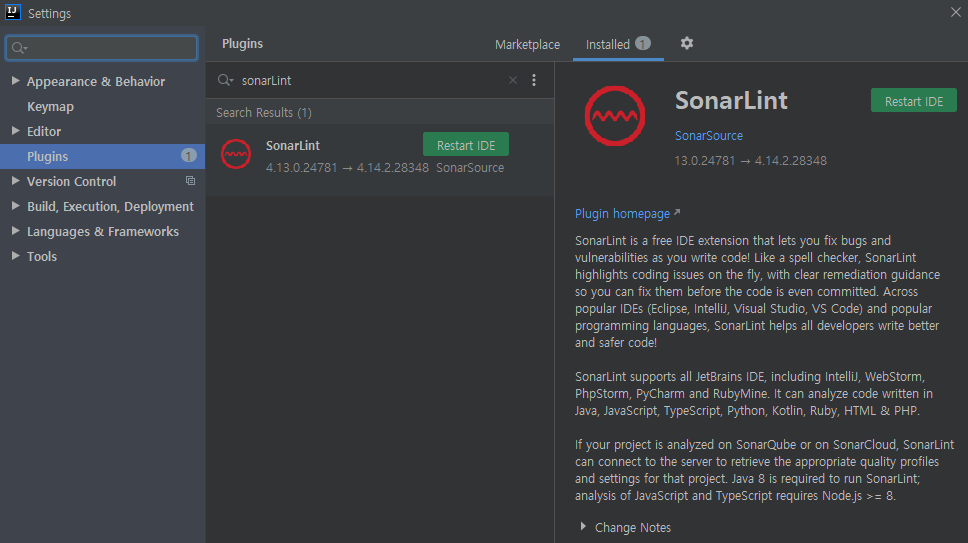 IJ
Settings
Plugins
Marketplace
Installed
1
Appearance & Behavior
Keymap
Editor
Plugins
1
Version Control
Build, Execution, Deployment
Languages & Frameworks
Tools
sonarLint
Search Results (1)
SonarLint
Restart IDE
4.13.0.24781 → 4.14.2.28348 SonarSource
SonarLint
Restart IDE
SonarSource
13.0.24781 → 4.14.2.28348
Plugin homepage
SonarLint is a free IDE extension that lets you fix bugs and
vulnerabilities as you write code! Like a spell checker, SonarLint
highlights coding issues on the fly, with clear remediation guidance
so you can fix them before the code is even committed. Across
popular IDEs (Eclipse, IntelliJ, Visual Studio, VS Code) and popular
programming languages, SonarLint helps all developers write better
and safer code!
SonarLint supports all JetBrains IDE, including IntelliJ, WebStorm,
PhpStorm, PyCharm and RubyMine. It can analyze code written in
Java, JavaScript, TypeScript, Python, Kotlin, Ruby, HTML & PHP.
If your project is analyzed on SonarQube or on SonarCloud, SonarLint
can connect to the server to retrieve the appropriate quality profiles
and settings for that project. Java 8 is required to run SonarLint;
analysis of JavaScript and TypeScript requires Node.js >= 8.
Change Notes